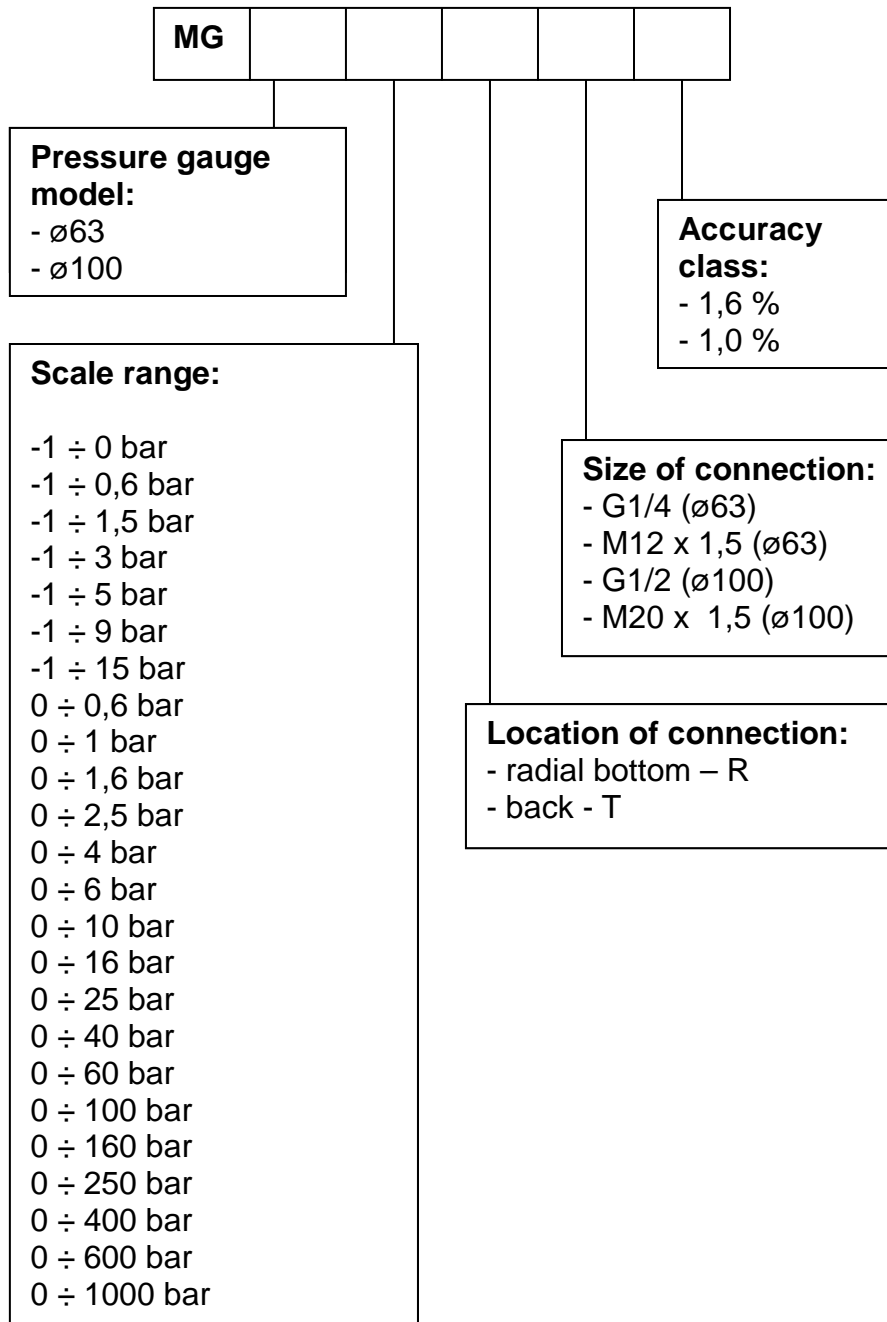 MG
Pressure gauge
model:
- ø63
- ø100
Accuracy
class:
- 1,6 %
- 1,0 %
Scale range:
-1 ÷ 0 bar
-1 ÷ 0,6 bar
-1 ÷ 1,5 bar
-1 ÷ 3 bar
-1 ÷ 5 bar
-1 ÷ 9 bar
-1 ÷ 15 bar
0 ÷ 0,6 bar
0 ÷ 1 bar
0 ÷ 1,6 bar
0 ÷ 2,5 bar
0 ÷ 4 bar
0 ÷ 6 bar
0 ÷ 10 bar
0 ÷ 16 bar
0 ÷ 25 bar
0 ÷ 40 bar
0 ÷ 60 bar
0 ÷ 100 bar
0 ÷ 160 bar
0 ÷ 250 bar
0 ÷ 400 bar
0 ÷ 600 bar
0 ÷ 1000 bar
Size of connection:
- G1/4 (ø63)
- M12 x 1,5 (ø63)
- G1/2 (ø100)
- M20 x  1,5 (ø100)
Location of connection:
- radial bottom – R
- back - T